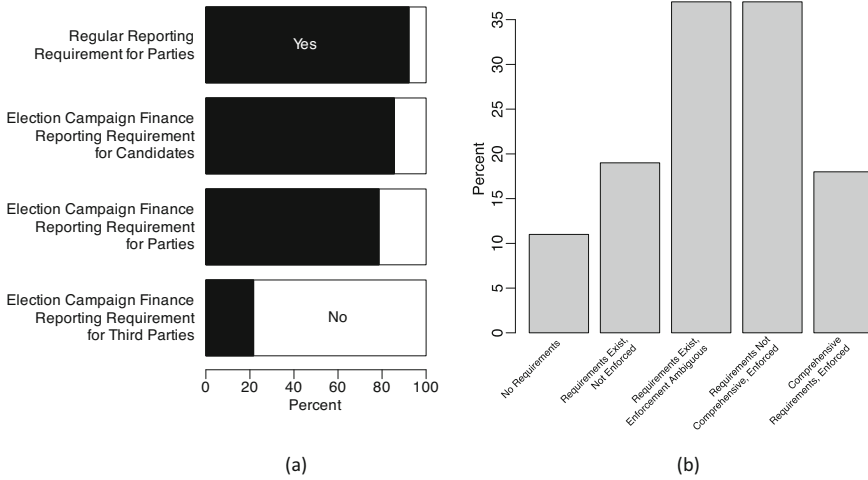 Regular Reporting
Requirement for Parties
Yes
Election Campaign Finance
Reporting Requirement
for Candidates
Election Campaign Finance
Reporting Requirement
for Parties
Election Campaign Finance
Reporting Requirement
for Third Parties
No
0 20 40 60 80 100
Percent
(a)
Percent
35
30
25
20
15
10
5
0
No Requirements
Requirements Exist,
Not Enforced
Requirements Exist,
Enforcement Ambiguous
Requirements Not
Comprehensive, Enforced
Comprehensive
Requirements, Enforced
(b)